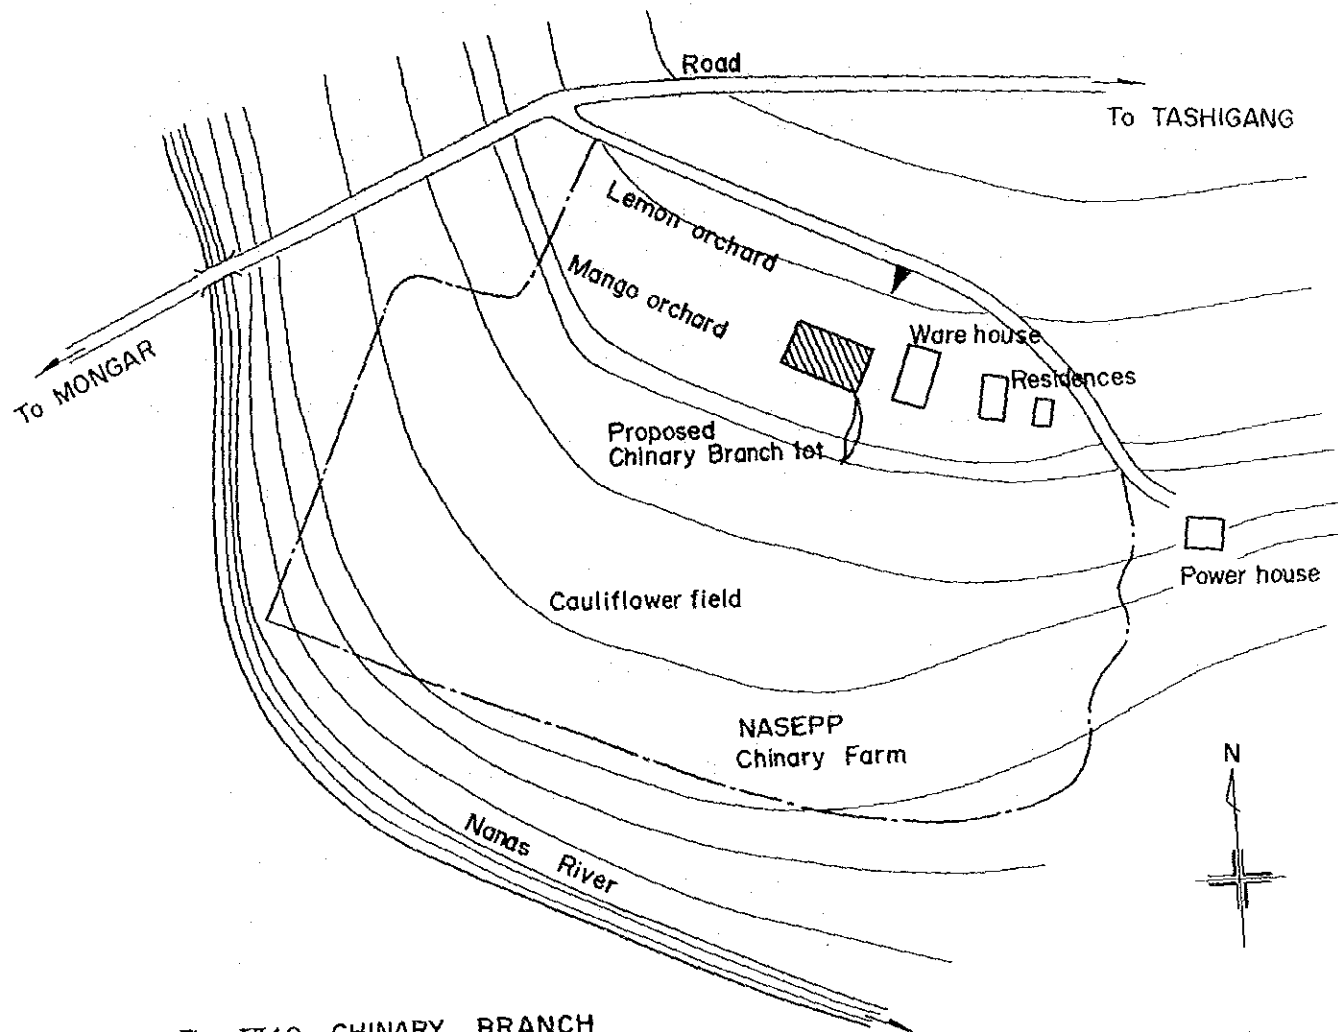 Road
To TASHIGANG
Lemon orchard
Mango orchard
Ware house
To MONGAR
Residences
Proposed
Chinary Branch lot
Power house
Cauliflower field
NASEPP
Chinary Farm
N
Nanas River
CHINARY BRANCH